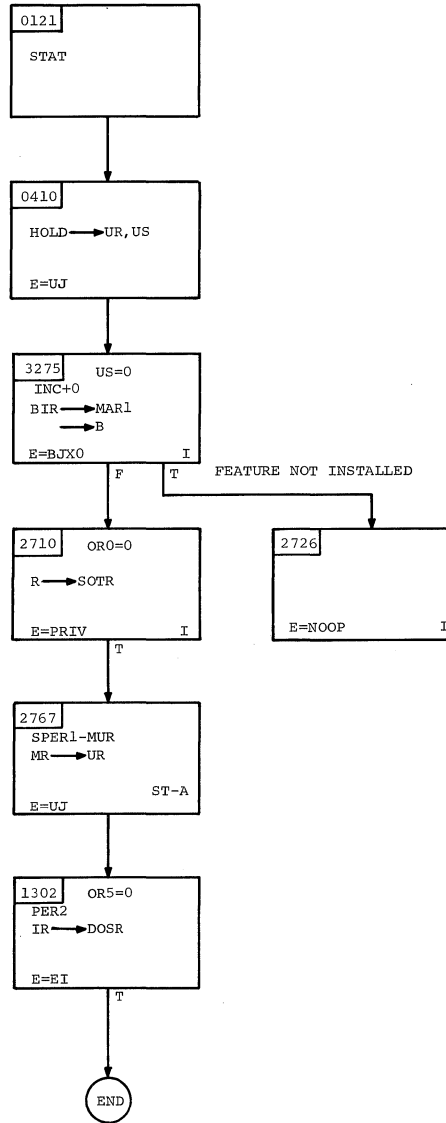 0121
STAT
0410
HOLD→UR,US
E=UJ
3275 US=0
INC+0
BIR→MAR1
→B
E=BJX0 I
F T FEATURE NOT INSTALLED
2710 OR0=0
R→SOTR
E=PRIV I
T
2726
E=NOOP I
2767
SPER1-MUR
MR→UR
ST-A
E=UJ
1302 OR5=0
PER2
IR→DOSR
E=EI
T
END